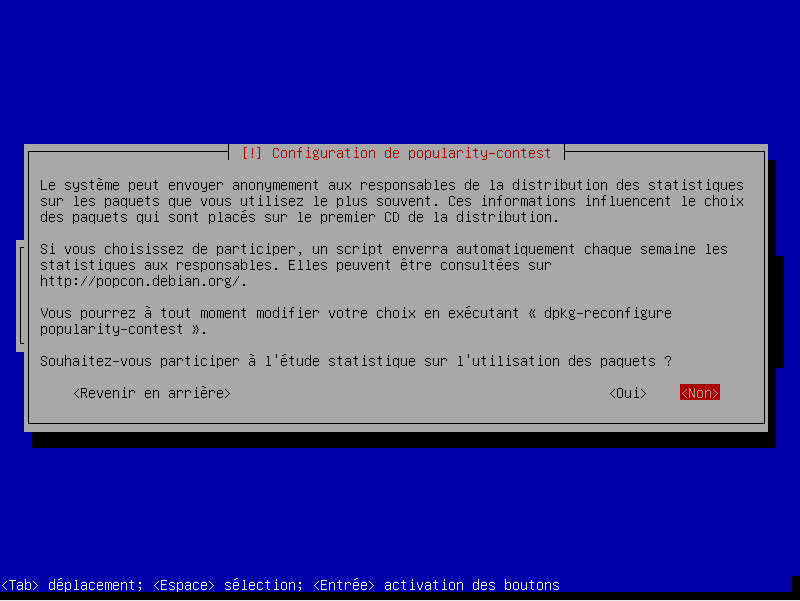 [!] Configuration de popularity-contest
Le système peut envoyer anonymement aux responsables de la distribution des statistiques
sur les paquets que vous utilisez le plus souvent. Ces informations influencent le choix
des paquets qui sont placés sur le premier CD de la distribution.
Si vous choisissez de participer, un script enverra automatiquement chaque semaine les
statistiques aux responsables. Elles peuvent être consultées sur
http://popcon.debian.org/.
Vous pourrez à tout moment modifier votre choix en exécutant « dpkg-reconfigure
popularity-contest ».
Souhaitez-vous participer à l'étude statistique sur l'utilisation des paquets ?
<Revenir en arrière> <Oui> <Non>
<Tab> déplacement; <Espace> sélection; <Entrée> activation des boutons